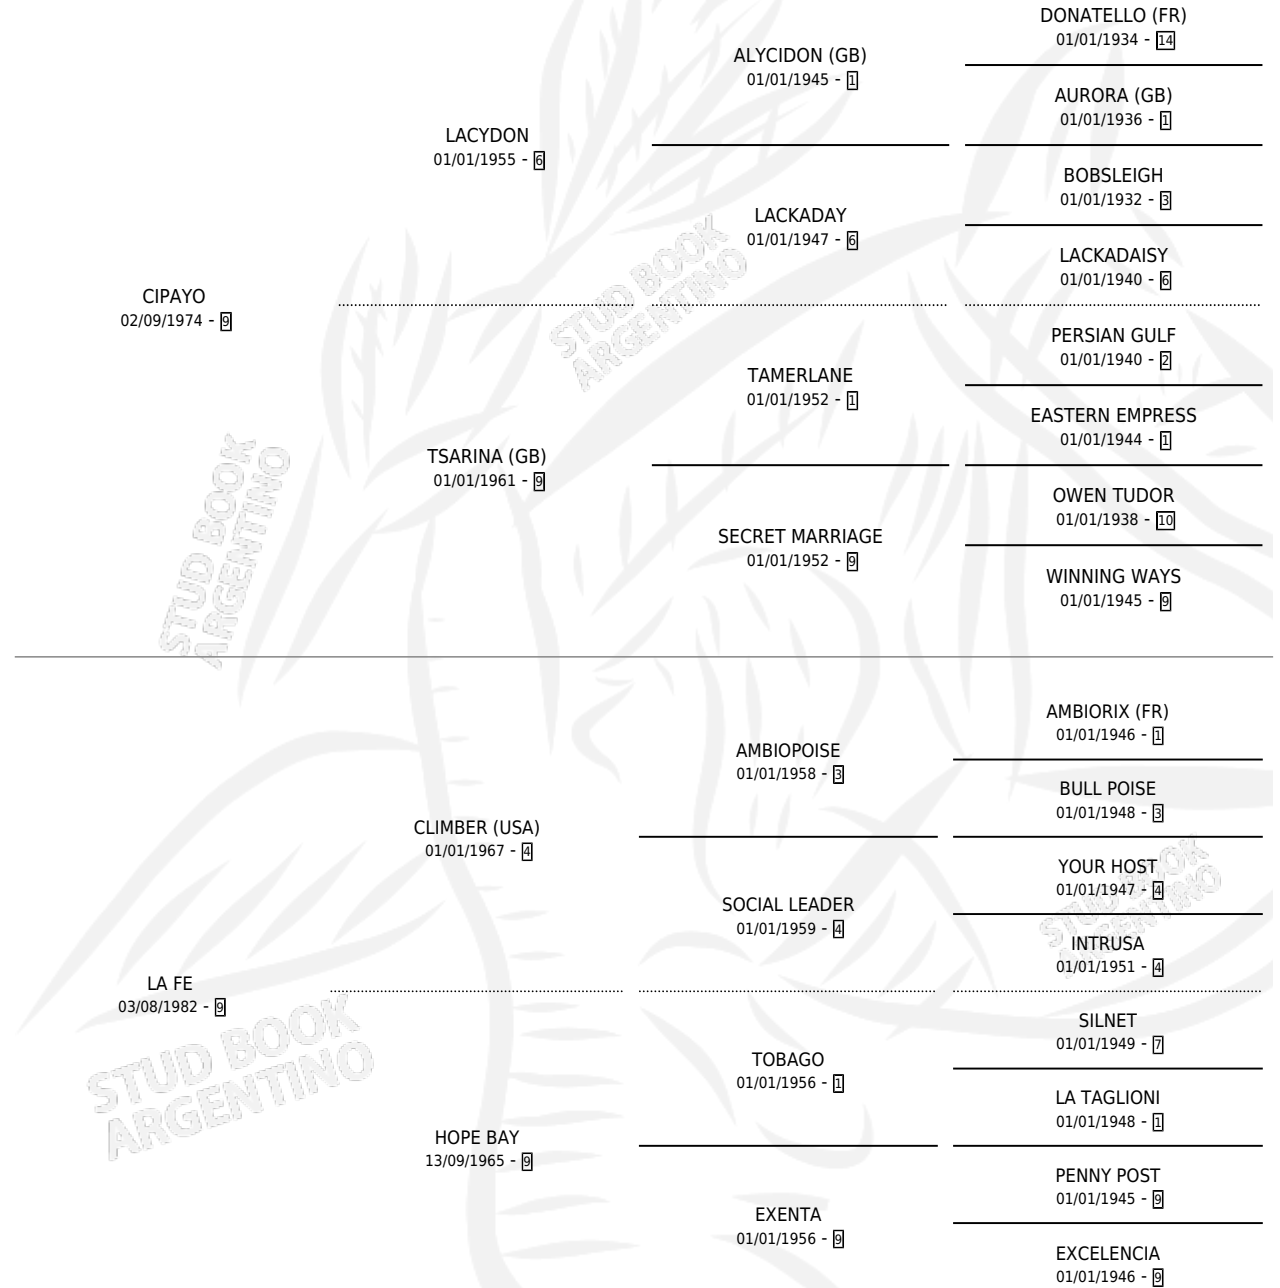 DONATELLO (FR)
01/01/1934 - 14
ALYCIDON (GB)
01/01/1945 - 1
AURORA (GB)
01/01/1936 - 1
LACYDON
01/01/1955 - 6
BOBSLEIGH
01/01/1932 - 3
LACKADAY
01/01/1947 - 6
LACKADAISY
01/01/1940 - 6
CIPAYO
02/09/1974 - 9
PERSIAN GULF
01/01/1940 - 2
TAMERLANE
01/01/1952 - 1
EASTERN EMPRESS
01/01/1944 - 1
TSARINA (GB)
01/01/1961 - 9
OWEN TUDOR
01/01/1938 - 10
SECRET MARRIAGE
01/01/1952 - 9
WINNING WAYS
01/01/1945 - 9
STUD BOOK
ARGENTINO
STUD BOOK
ARGENTINO
AMBIORIX (FR)
01/01/1946 - 1
AMBIOPOISE
01/01/1958 - 3
BULL POISE
01/01/1948 - 3
CLIMBER (USA)
01/01/1967 - 4
YOUR HOST
01/01/1947 - 4
SOCIAL LEADER
01/01/1959 - 4
INTRUSA
01/01/1951 - 4
LA FE
03/08/1982 - 9
SILNET
01/01/1949 - 7
TOBAGO
01/01/1956 - 1
LA TAGLIONI
01/01/1948 - 1
HOPE BAY
13/09/1965 - 9
PENNY POST
01/01/1945 - 9
EXENTA
01/01/1956 - 9
EXCELENCIA
01/01/1946 - 9
STUD BOOK
ARGENTINO
STUD BOOK
ARGENTINO